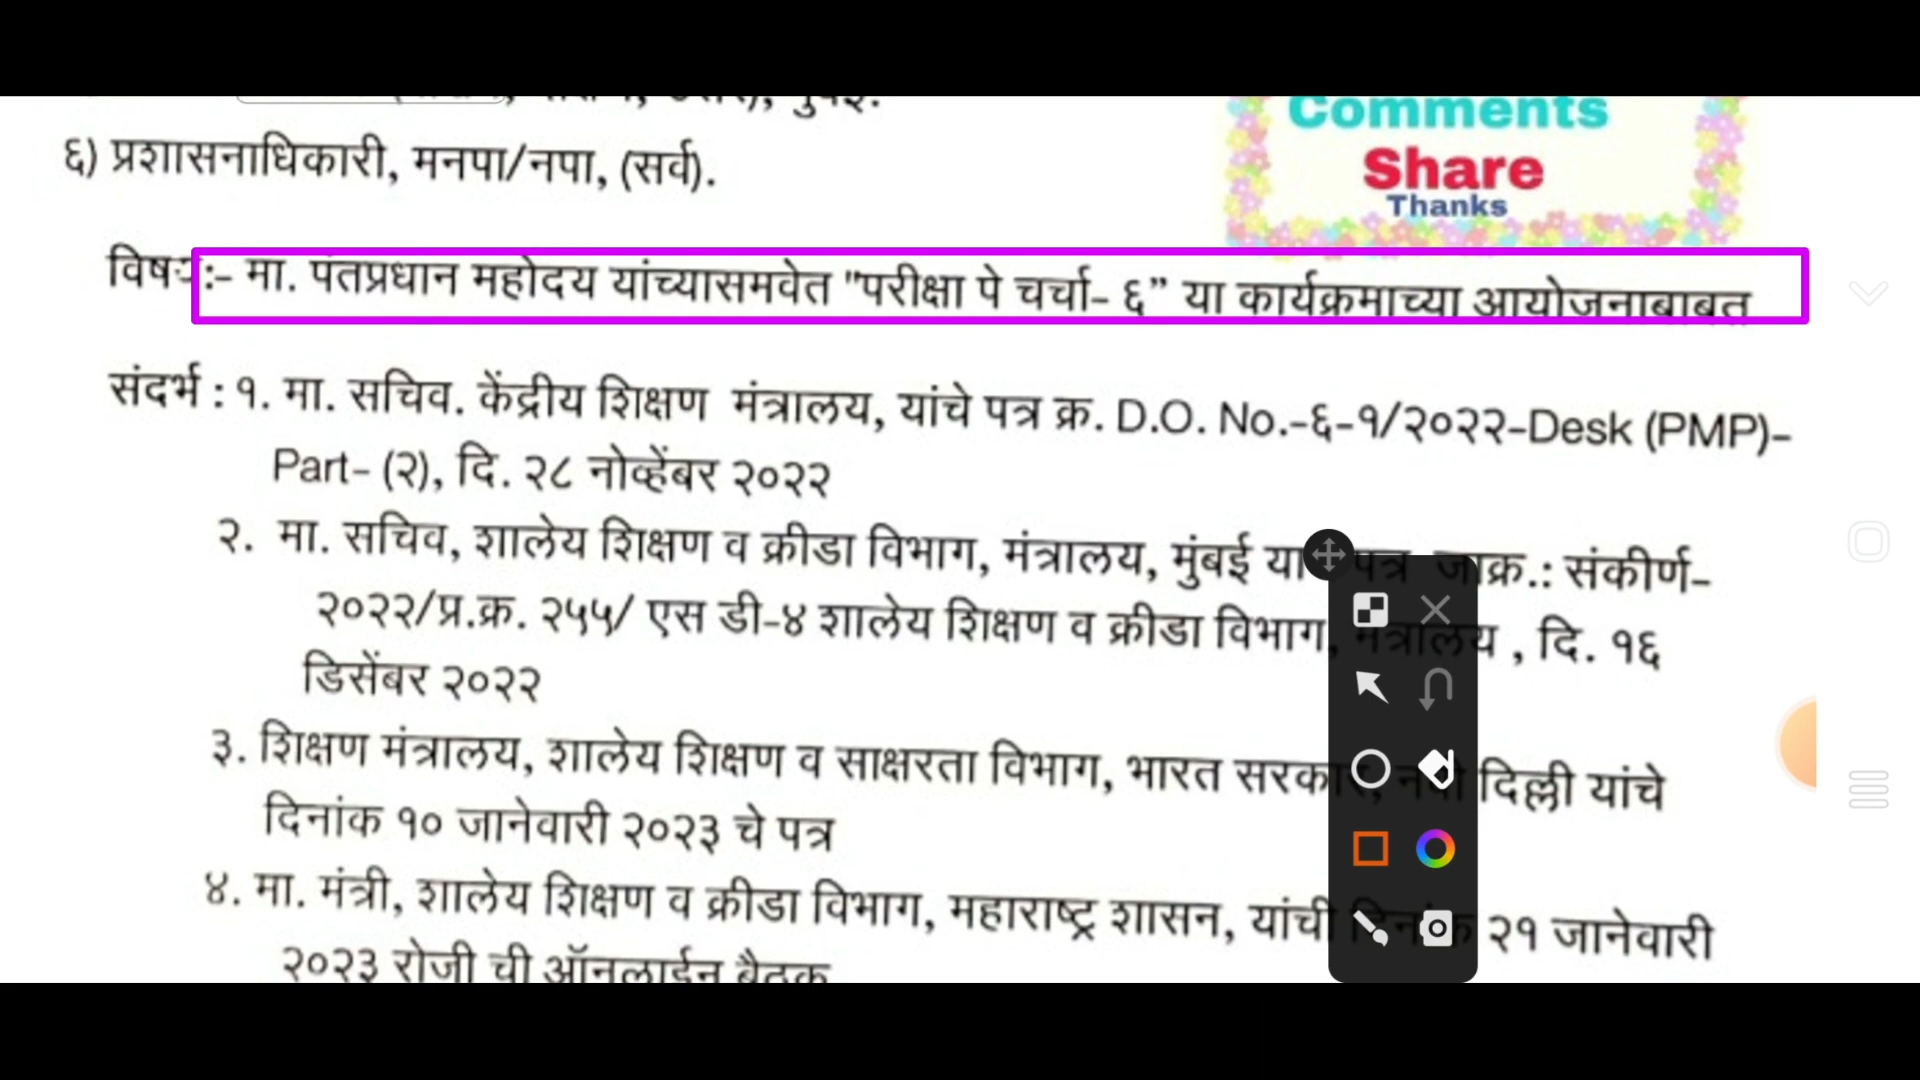 Comments
६) प्रशासनाधिकारी, मनपा/नपा, (सर्व).
Share
Thanks
:- मा. पंतप्रधान महोदय यांच्यासमवेत "परीक्षा पे चर्चा- ६” या कार्यक्रमाच्या आयोजनाबाबत
संदर्भ : १. मा. सचिव. केंद्रीय शिक्षण मंत्रालय, यांचे पत्र क्र. D.O. No.-६-१/२०२२-Desk (PMP)-
Part- (२), दि. २८ नोव्हेंबर २०२२
२. मा. सचिव, शालेय शिक्षण व क्रीडा विभाग, मंत्रालय, मुंबई पत्र जाक्र.: संकीर्ण-
२०२२/प्र.क्र. २५५/ एस डी-४ शालेय शिक्षण व क्रीडा विभाग, मंत्रालय , दि. १६
डिसेंबर २०२२
३. शिक्षण मंत्रालय, शालेय शिक्षण व साक्षरता विभाग, भारत सरकार, नवी दिल्ली यांचे
दिनांक १० जानेवारी २०२३ चे पत्र
४. मा. मंत्री, शालेय शिक्षण व क्रीडा विभाग, महाराष्ट्र शासन, यांची दिनांक २१ जानेवारी
२०२३ रोजी ची ऑनलाईन बैठक